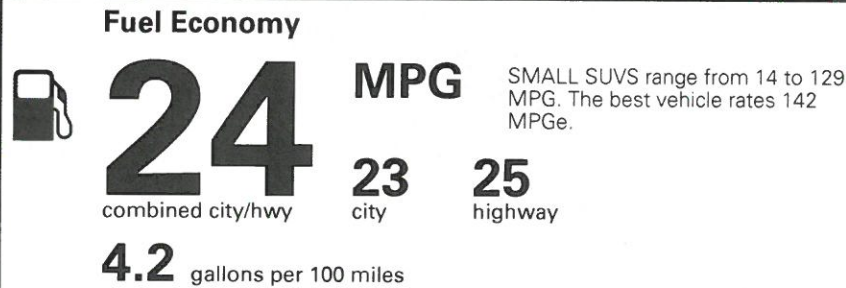 Fuel Economy
24
combined city/hwy
MPG
23
city
25
highway
SMALL SUVS range from 14 to 129
MPG. The best vehicle rates 142
MPGe.
4.2 gallons per 100 miles